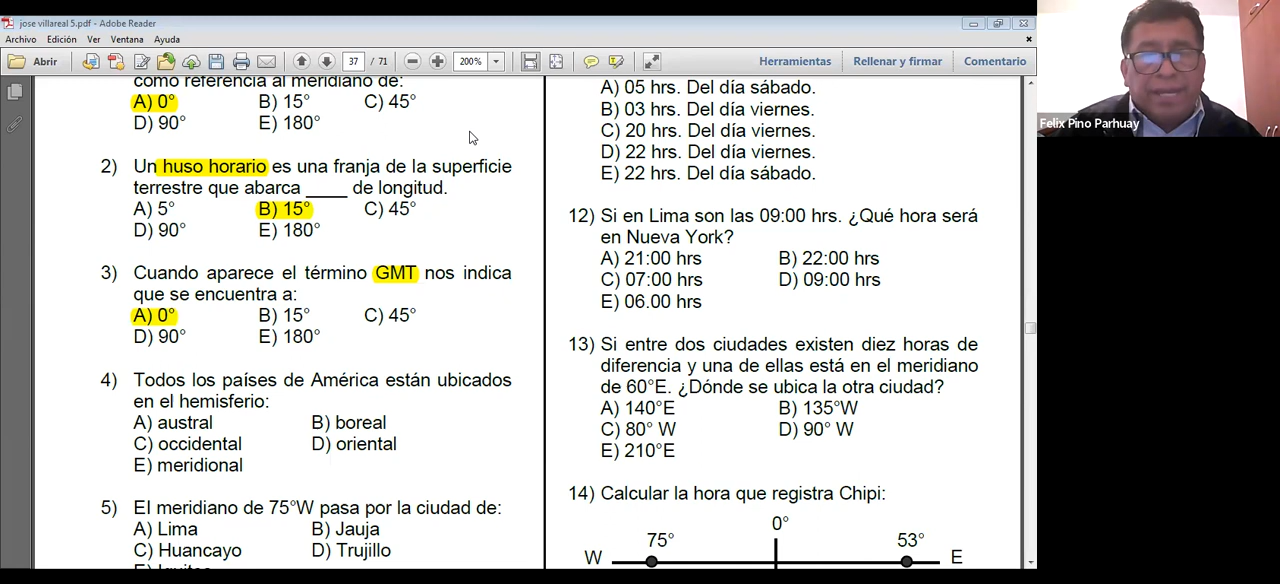 jose villareal 5.pdf - Adobe Reader
Archivo Edición Ver Ventana Ayuda
Abrir
37 / 71
200%
Herramientas
Rellenar y firmar
Comentario
como referencia al meridiano de:
A) 0° B) 15° C) 45°
D) 90° E) 180°
2) Un huso horario es una franja de la superficie
terrestre que abarca _____ de longitud.
A) 5° B) 15° C) 45°
D) 90° E) 180°
3) Cuando aparece el término GMT nos indica
que se encuentra a:
A) 0° B) 15° C) 45°
D) 90° E) 180°
4) Todos los países de América están ubicados
en el hemisferio:
A) austral B) boreal
C) occidental D) oriental
E) meridional
5) El meridiano de 75°W pasa por la ciudad de:
A) Lima B) Jauja
C) Huancayo D) Trujillo
E) Iquitos
A) 05 hrs. Del día sábado.
B) 03 hrs. Del día viernes.
C) 20 hrs. Del día viernes.
D) 22 hrs. Del día viernes.
E) 22 hrs. Del día sábado.
12) Si en Lima son las 09:00 hrs. ¿Qué hora será
en Nueva York?
A) 21:00 hrs B) 22:00 hrs
C) 07:00 hrs D) 09:00 hrs
E) 06.00 hrs
13) Si entre dos ciudades existen diez horas de
diferencia y una de ellas está en el meridiano
de 60°E. ¿Dónde se ubica la otra ciudad?
A) 140°E B) 135°W
C) 80° W D) 90° W
E) 210°E
14) Calcular la hora que registra Chipi:
0°
75° 53°
W E
Felix Pino Parhuay